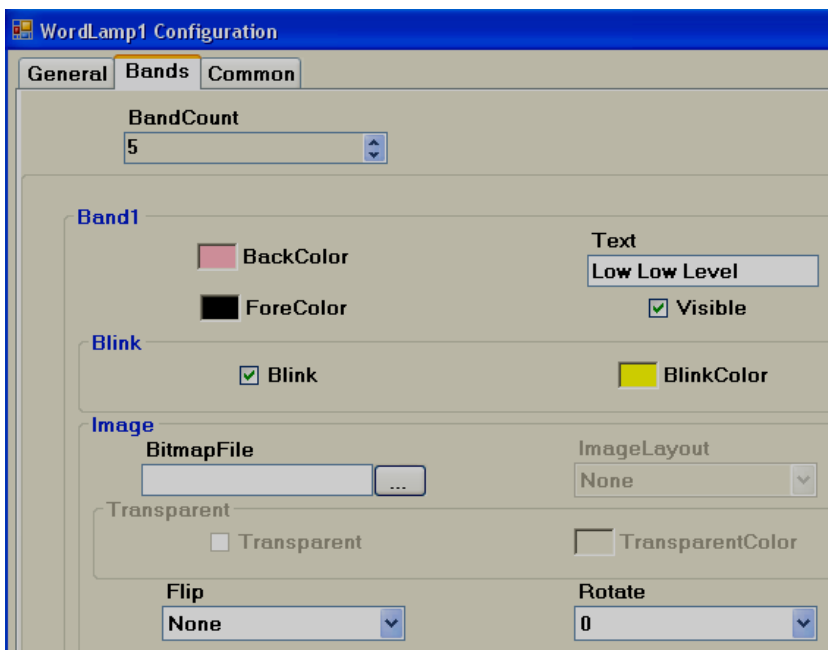 WordLamp1 Configuration
General Bands Common
BandCount
5
Band1
BackColor
Text
Low Low Level
ForeColor
Visible
Blink
Blink
BlinkColor
Image
BitmapFile
...
ImageLayout
None
Transparent
Transparent
TransparentColor
Flip
None
Rotate
0